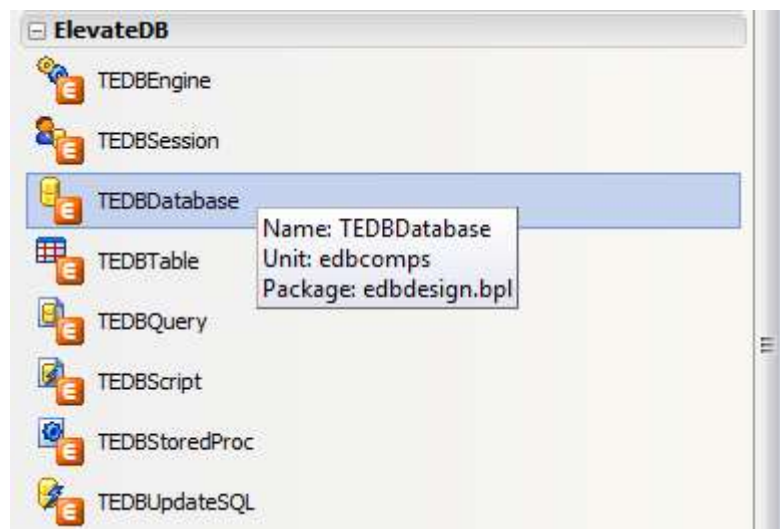 ElevateDB
TEDBEngine
TEDBSession
TEDBDatabase
Name: TEDBDatabase
Unit: edbcomps
Package: edbdesign.bpl
TEDBTable
TEDBQuery
TEDBScript
TEDBStoredProc
TEDBUpdateSQL